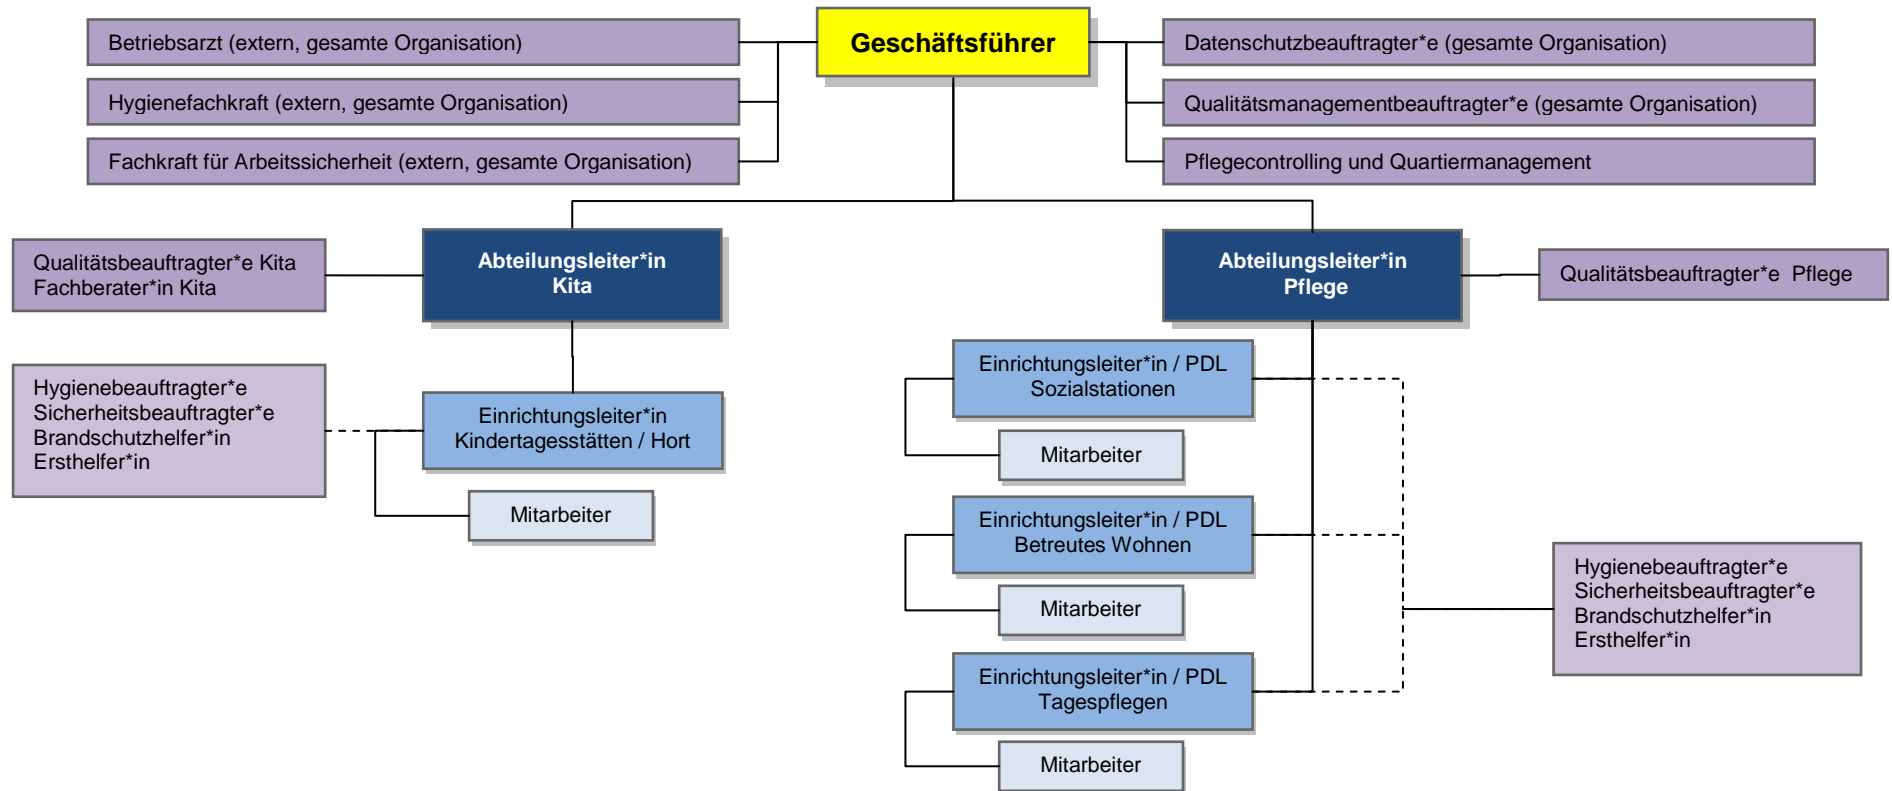 Geschäftsführer
Betriebsarzt (extern, gesamte Organisation)
Hygienefachkraft (extern, gesamte Organisation)
Fachkraft für Arbeitssicherheit (extern, gesamte Organisation)
Datenschutzbeauftragter*e (gesamte Organisation)
Qualitätsmanagementbeauftragter*e (gesamte Organisation)
Pflegecontrolling und Quartiermanagement
Qualitätsbeauftragter*e Kita
Fachberater*in Kita
Abteilungsleiter*in
Kita
Abteilungsleiter*in
Pflege
Qualitätsbeauftragter*e Pflege
Hygienebeauftragter*e
Sicherheitsbeauftragter*e
Brandschutzhelfer*in
Ersthelfer*in
Einrichtungsleiter*in
Kindertagesstätten / Hort
Mitarbeiter
Einrichtungsleiter*in / PDL
Sozialstationen
Mitarbeiter
Einrichtungsleiter*in / PDL
Betreutes Wohnen
Mitarbeiter
Einrichtungsleiter*in / PDL
Tagespflegen
Mitarbeiter
Hygienebeauftragter*e
Sicherheitsbeauftragter*e
Brandschutzhelfer*in
Ersthelfer*in